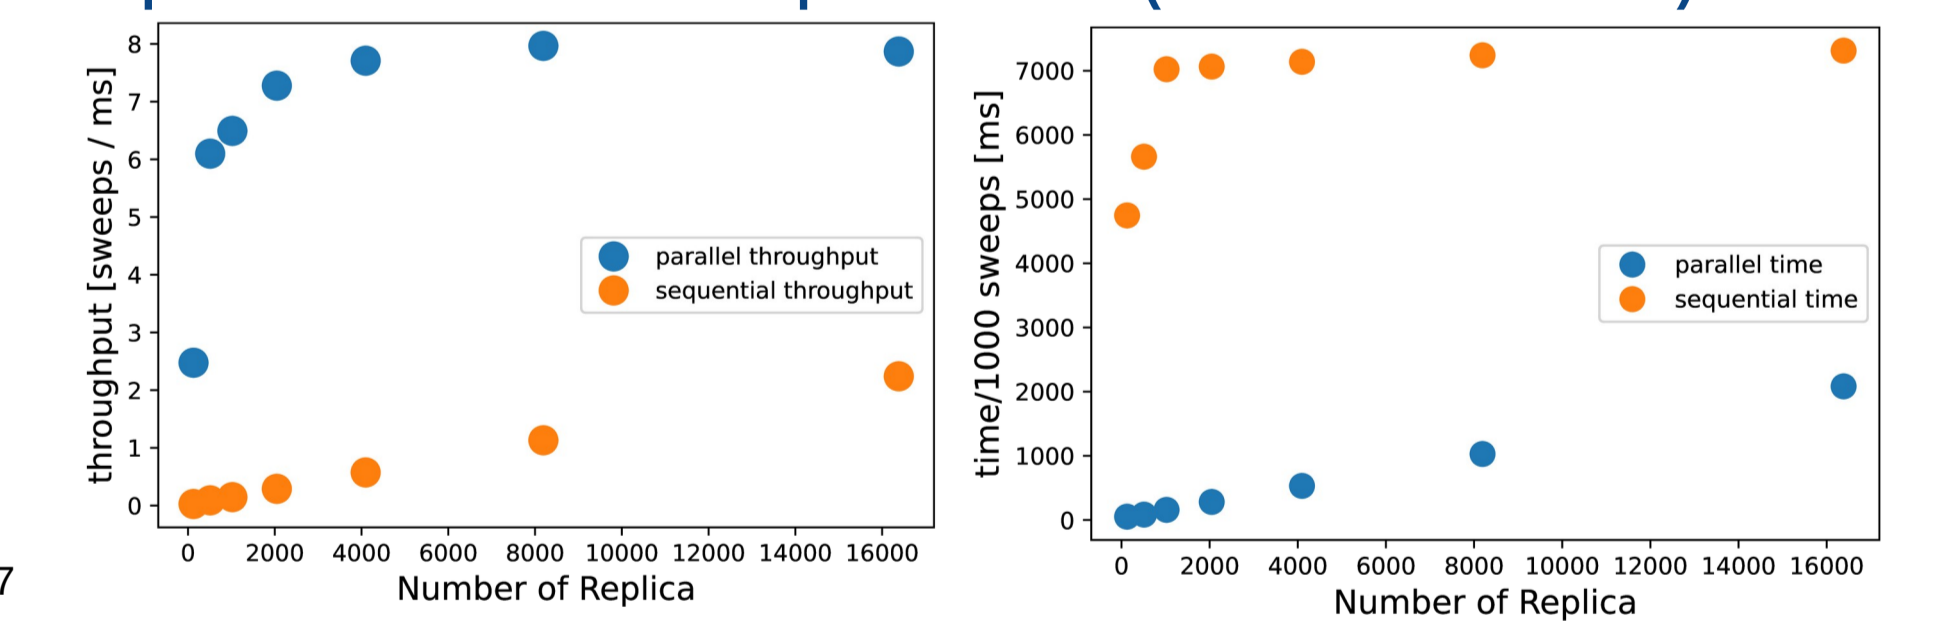 8
7
6
5
4
3
2
1
0
throughput [sweeps / ms]
parallel throughput
sequential throughput
0 2000 4000 6000 8000 10000 12000 14000 16000
Number of Replica
7000
6000
5000
4000
3000
2000
1000
0
time/1000 sweeps [ms]
parallel time
sequential time
0 2000 4000 6000 8000 10000 12000 14000 16000
Number of Replica
7